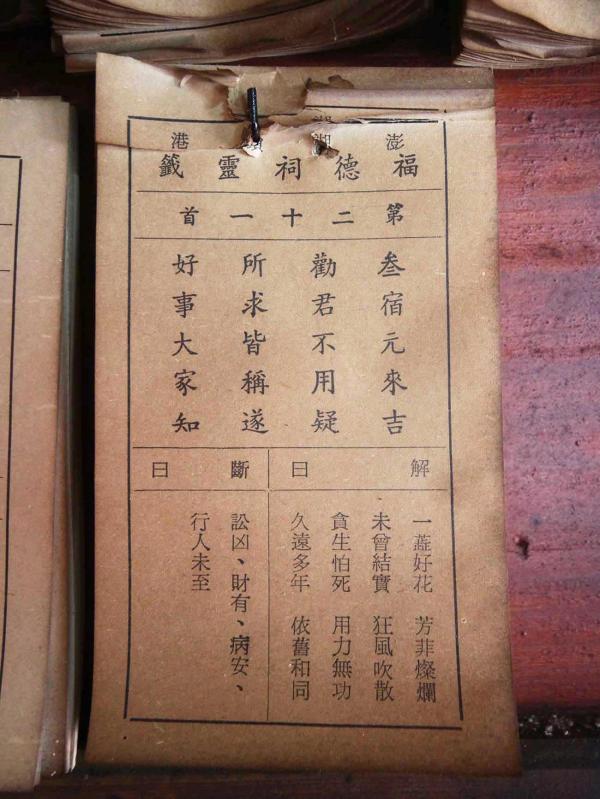 澎湖港
福德祠靈籤
第二十一首
叁宿元來吉
勸君不用疑
所求皆稱遂
好事大家知
解曰
一蕋好花 芳非燦爛
未曾結實 狂風吹散
貪生怕死 用力無功
久遠多年 依舊和同
斷曰
訟凶、財有、病安、
行人未至